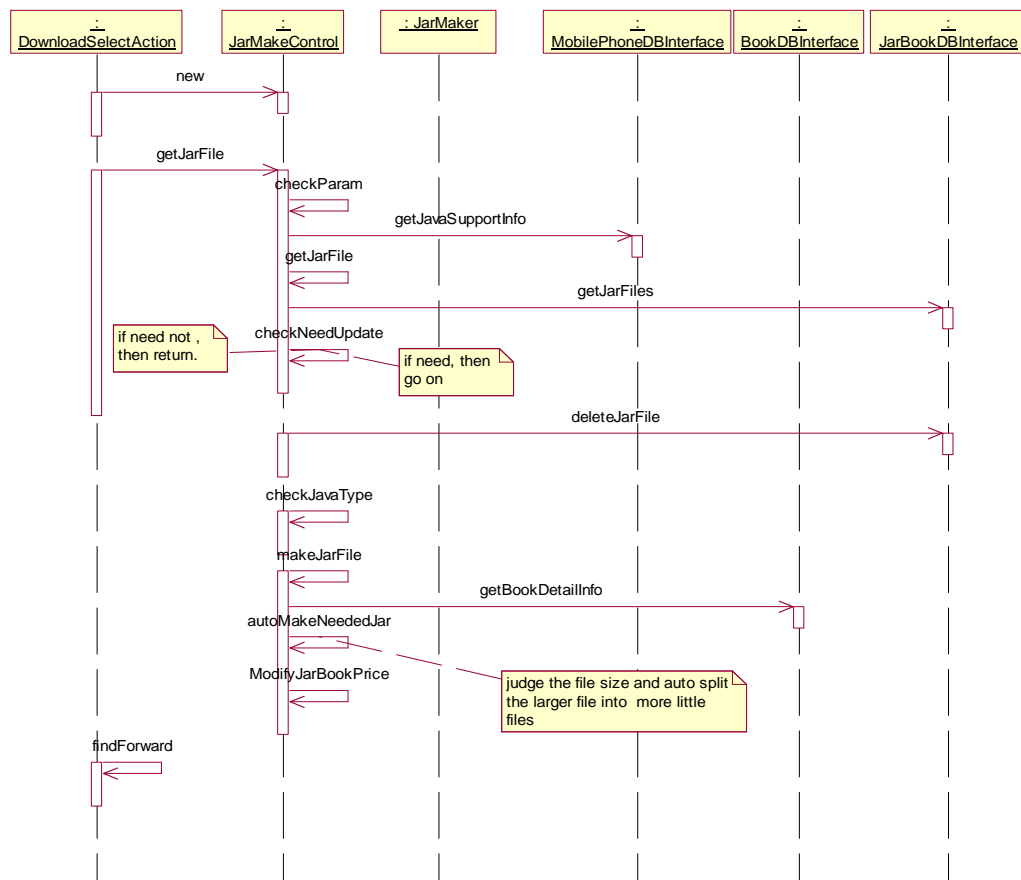 :
DownloadSelectAction
:
JarMakeControl
: JarMaker
:
MobilePhoneDBInterface
:
BookDBInterface
:
JarBookDBInterface
new
getJarFile
checkParam
getJavaSupportInfo
getJarFile
getJarFiles
checkNeedUpdate
if need not ,
then return.
if need, then
go on
deleteJarFile
checkJavaType
makeJarFile
getBookDetailInfo
autoMakeNeededJar
ModifyJarBookPrice
judge the file size and auto split
the larger file into more little
files
findForward